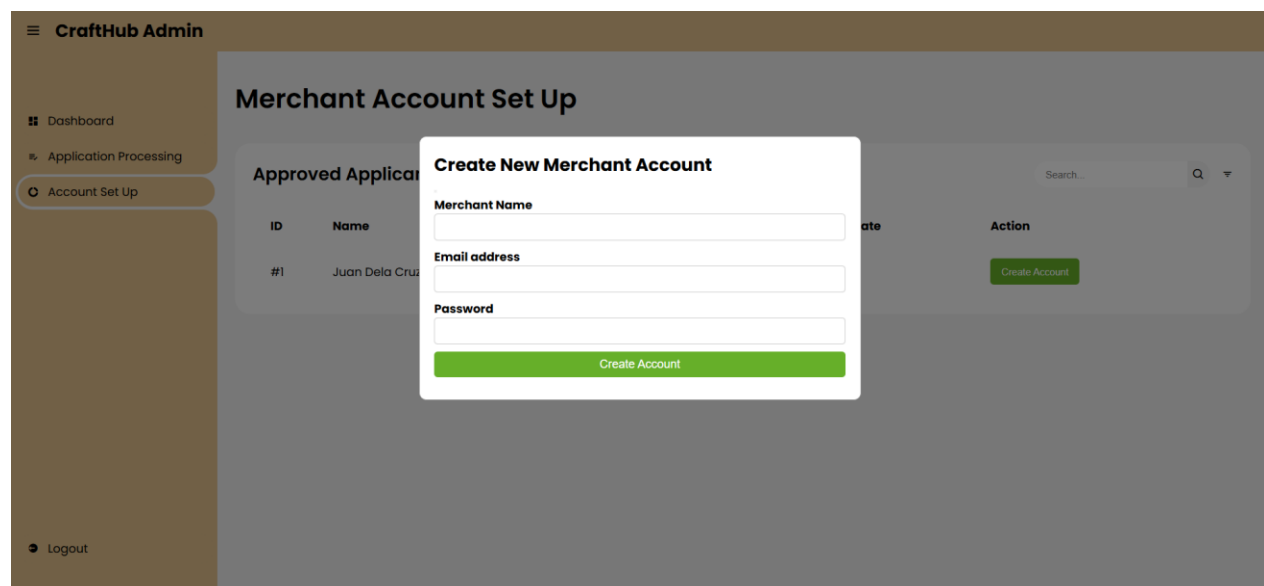 CraftHub Admin
Merchant Account Set Up
Dashboard
Application Processing
Account Set Up
Logout
Approved Applicar
Search...
ID Name ate Action
#1 Juan Dela Cruz Create Account
Create New Merchant Account
Merchant Name
Email address
Password
Create Account